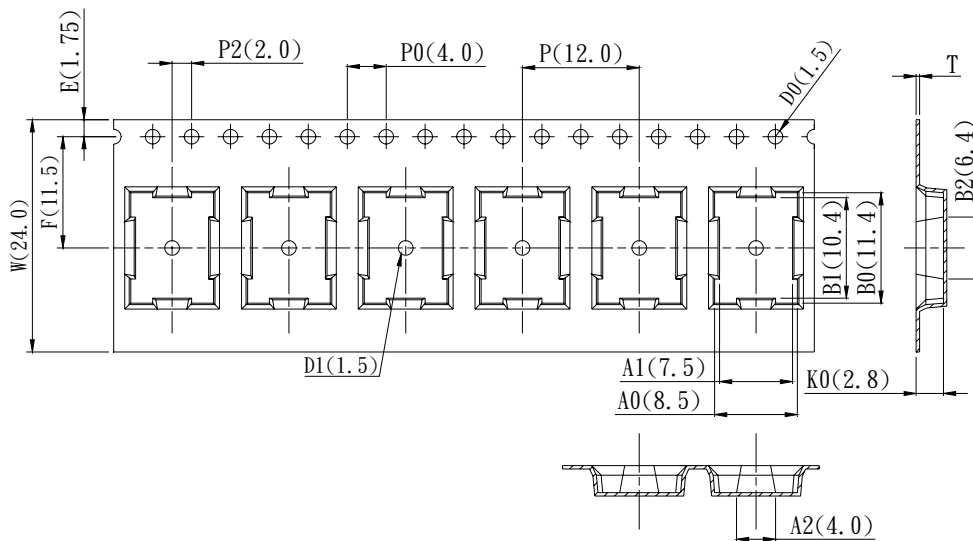 P2(2.0)
P0(4.0)
P(12.0)
D0(1.5)
T
E(1.75)
F(11.5)
W(24.0)
B1(10.4)
B0(11.4)
B2(6.4)
D1(1.5)
A1(7.5)
A0(8.5)
K0(2.8)
A2(4.0)